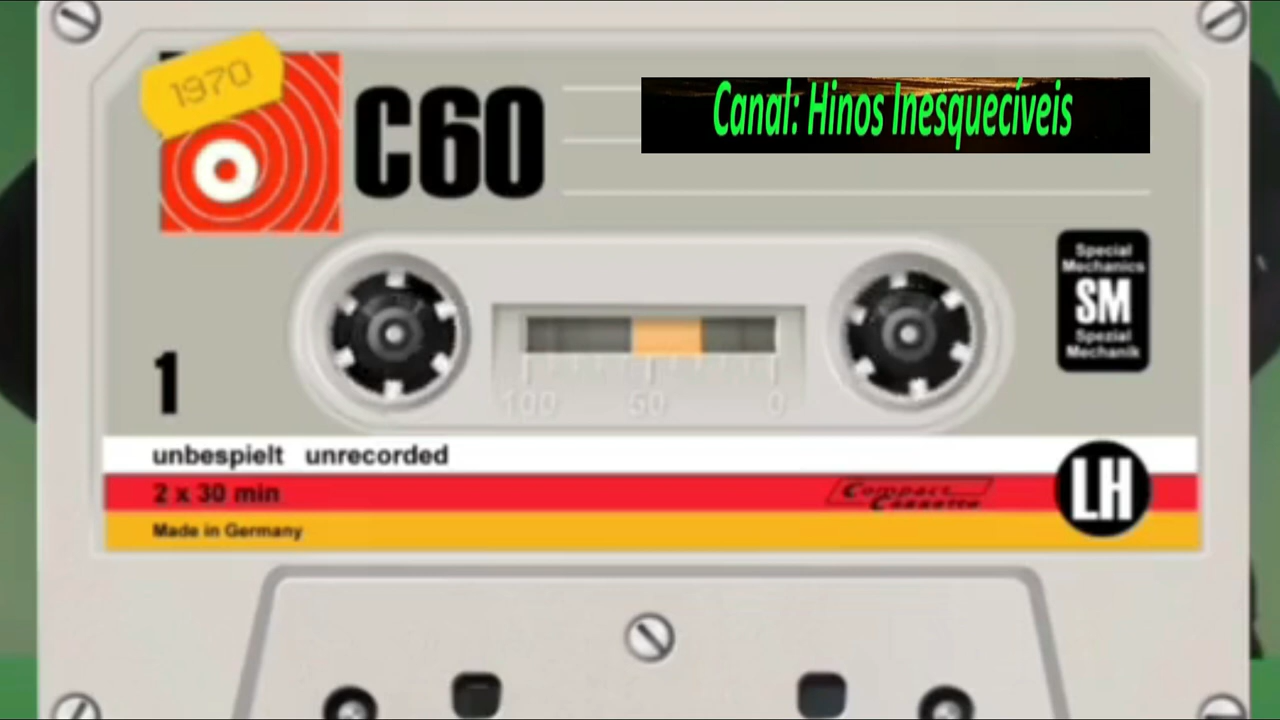 1970
C60
Canal: Hinos Inesquecíveis
Special
Mechanics
SM
Spezial
Mechanik
100 50 0
1
unbespielt unrecorded
2 x 30 min
Compact
Cassette
LH
Made in Germany